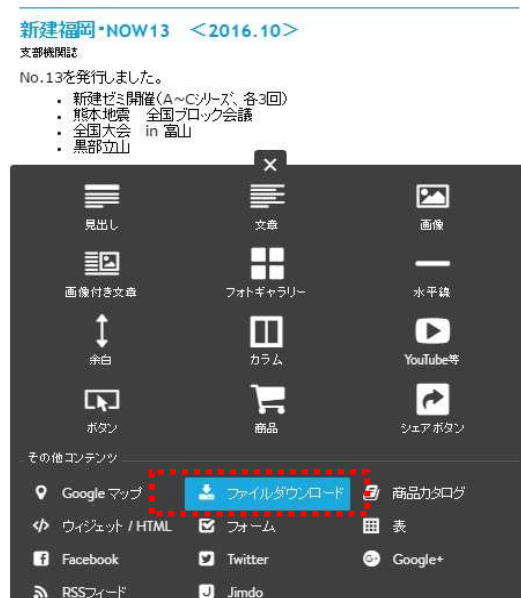 新建福岡・NOW13　＜2016.10＞
支部機関誌
No.13を発行しました。
・ 新建ゼミ開催(A~Cシリーズ、各3回)
・ 熊本地震　全国ブロック会議
・ 全国大会　in 富山
・ 黒部立山
見出し 文章 画像
画像付き文章 フォトギャラリー 水平線
余白 カラム YouTube等
ボタン 商品 シェアボタン
その他コンテンツ
Google マップ ファイルダウンロード 商品カタログ
ウィジェット / HTML フォーム 表
Facebook Twitter Google+
RSSフィード Jimdo